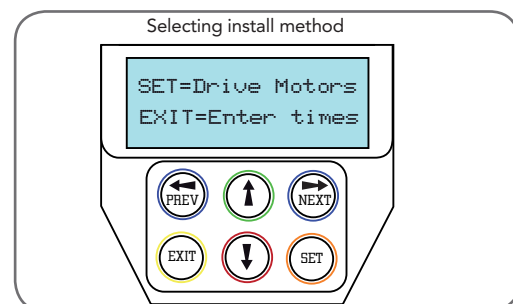 Selecting install method
SET=Drive Motors
EXIT=Enter times
PREV
NEXT
EXIT
SET